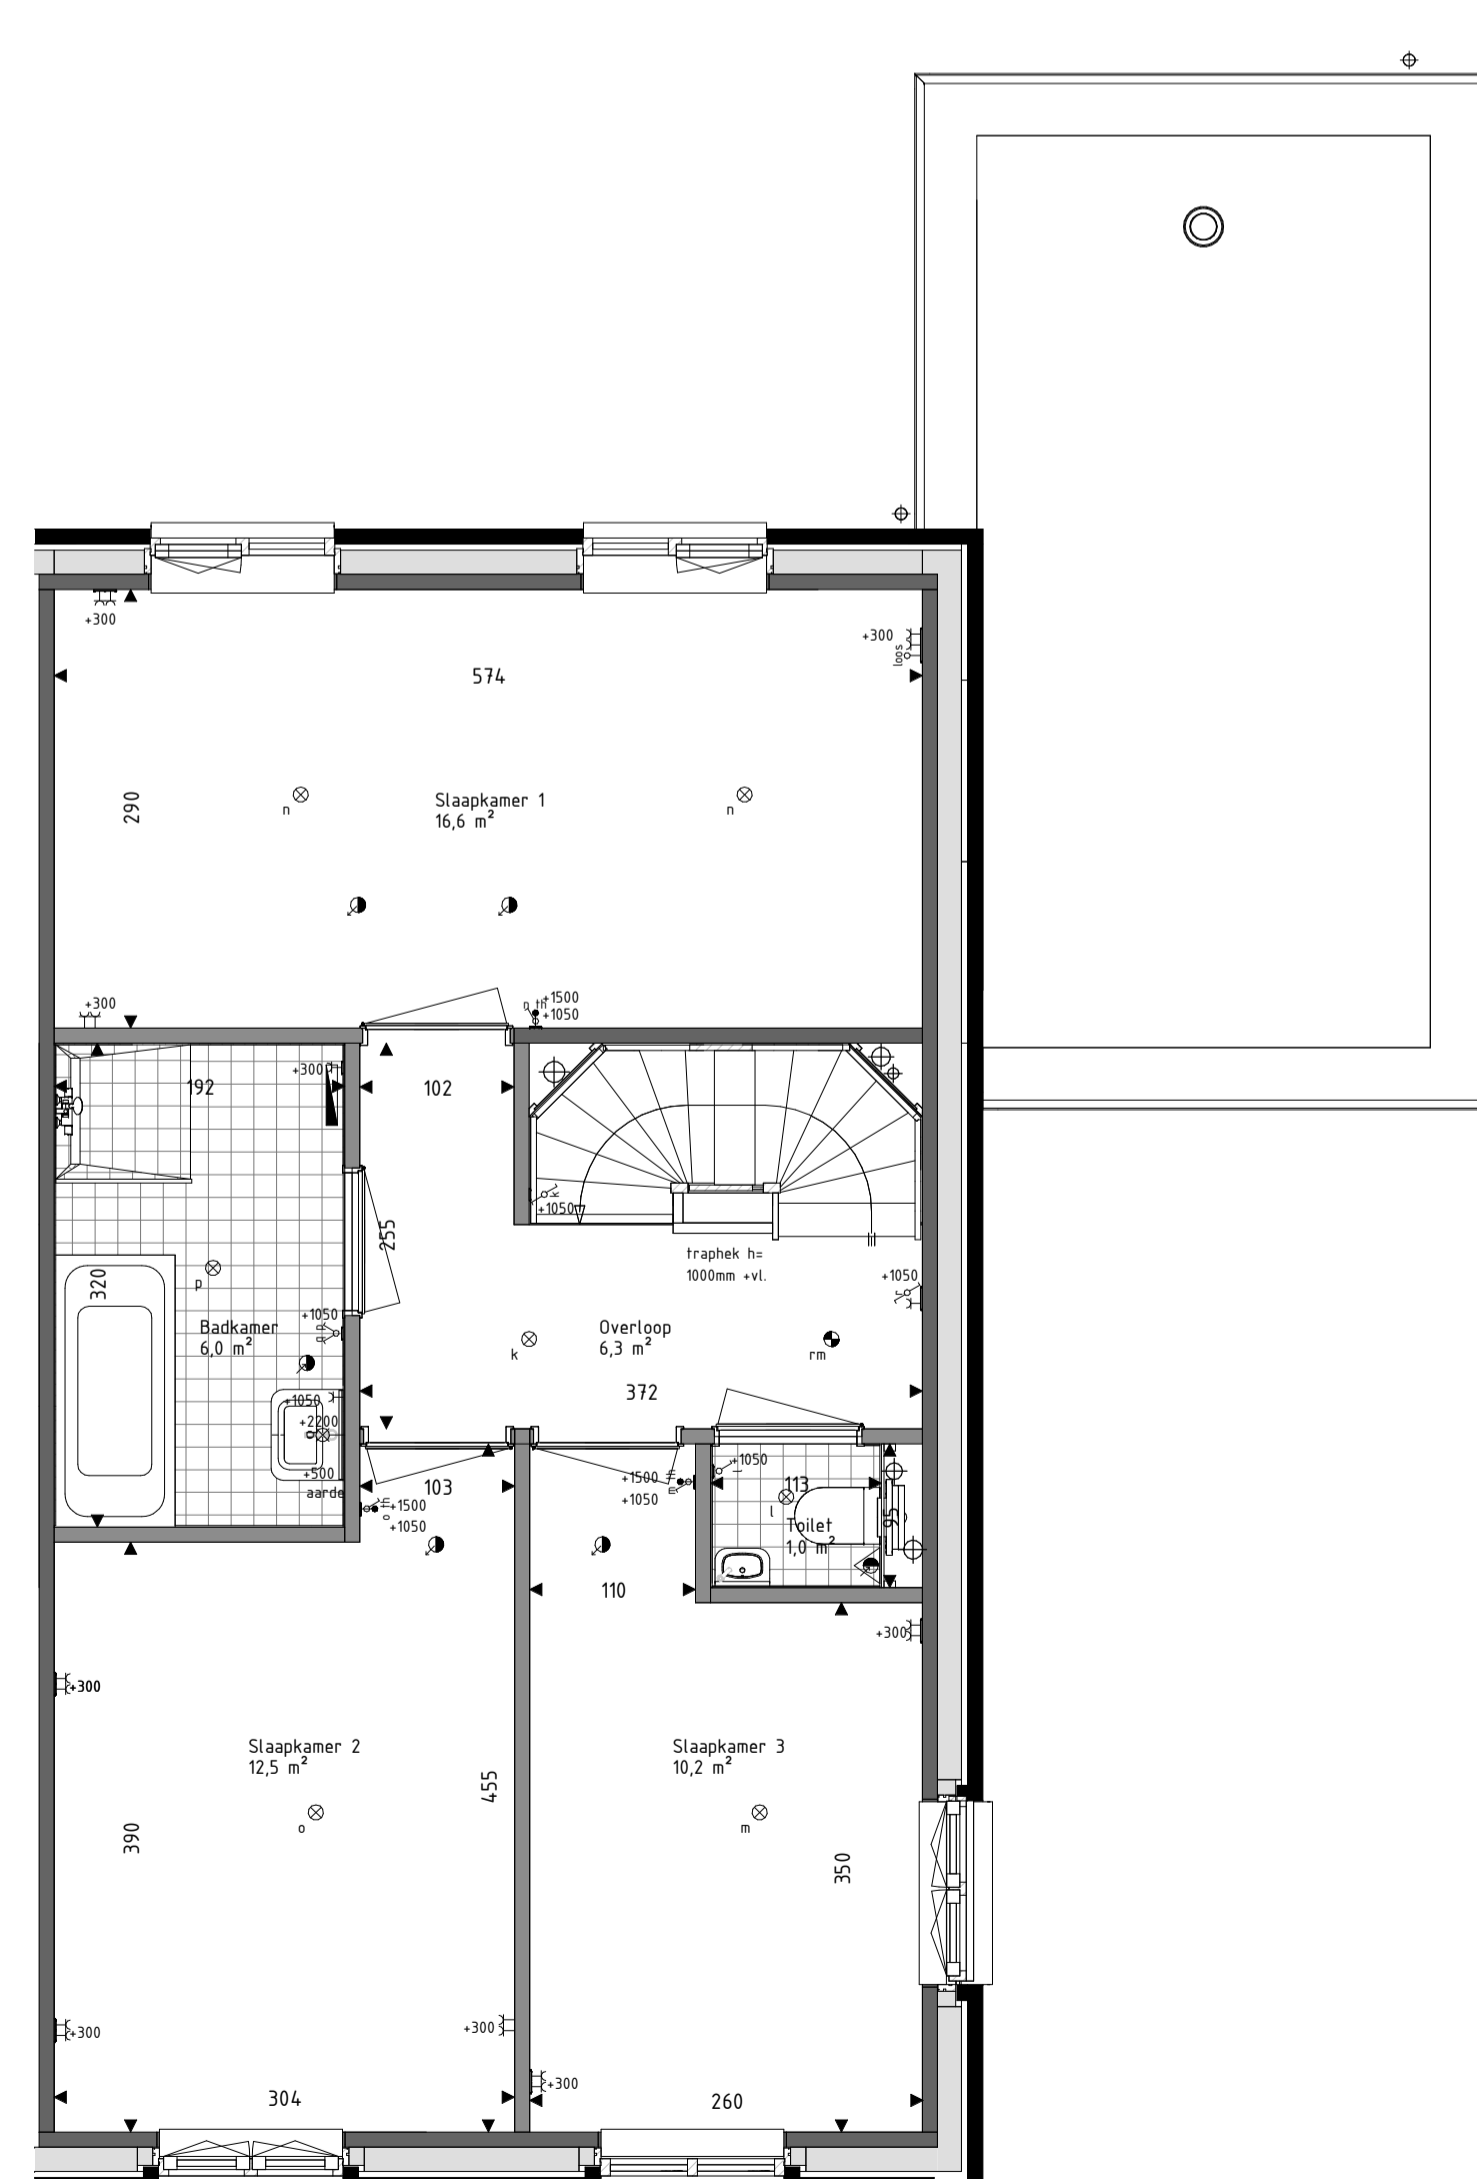 +300
+300
loos
574
290
n
Slaapkamer 1
16,6 m²
n
+300
+1500
+1050
+300
192
102
k
+1050
255
traphek h=
1000mm +vl.
+1050
320
p
+1050
Badkamer
6,0 m²
k
Overloop
6,3 m²
rm
372
+1050
+2200
+500
aarde
103
+1500
+1050
+1500
+1050
m
+1050
113
l
Toilet
1,0 m²
95
110
+300
+300
Slaapkamer 2
12,5 m²
Slaapkamer 3
10,2 m²
455
o
m
390
350
+300
+300
+300
304
260